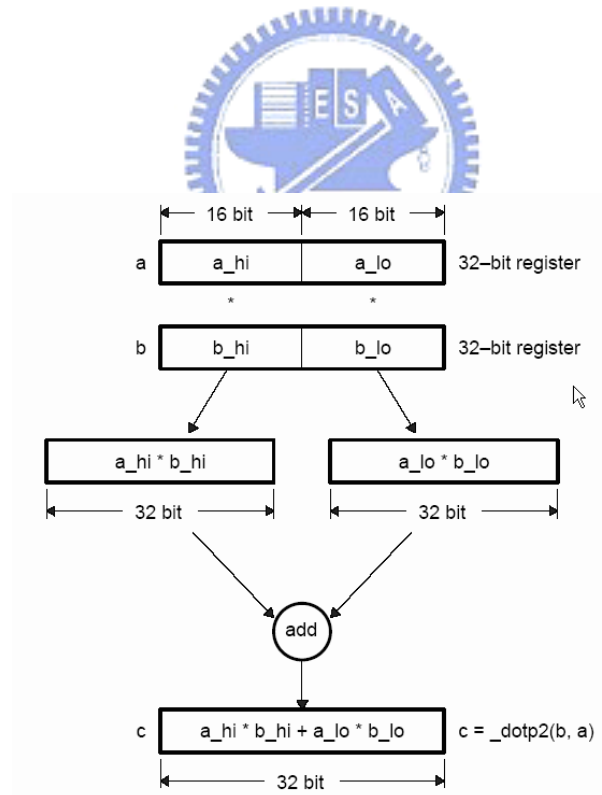 E S A
16 bit 16 bit
a a_hi a_lo 32–bit register
* *
b b_hi b_lo 32–bit register
a_hi * b_hi a_lo * b_lo
32 bit 32 bit
add
c a_hi * b_hi + a_lo * b_lo c = _dotp2(b, a)
32 bit